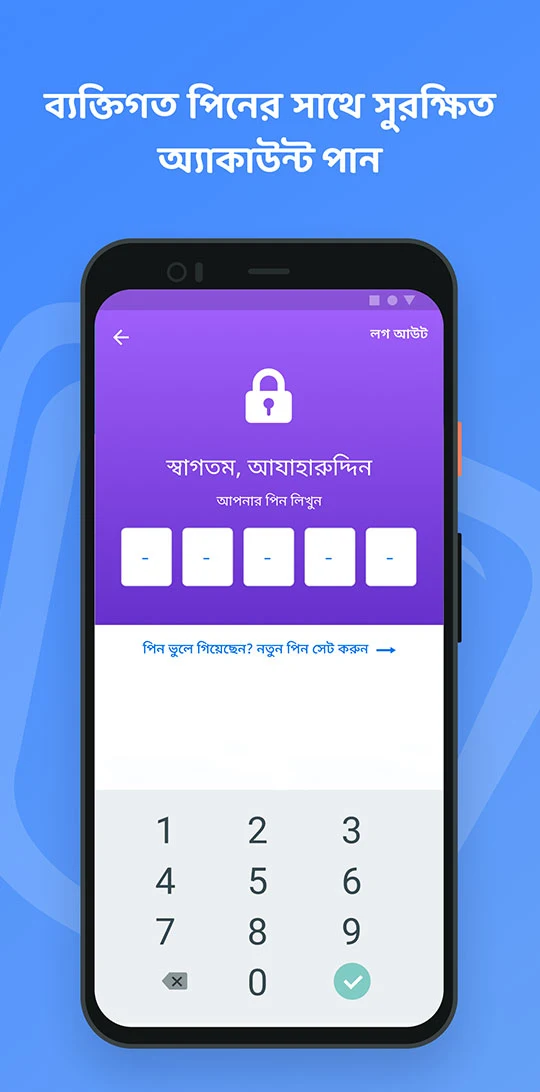 ব্যক্তিগত পিনের সাথে সুরক্ষিত
অ্যাকাউন্ট পান
লগ আউট
স্বাগতম, আযাহারুদ্দিন
আপনার পিন লিখুন
- - - - -
পিন ভুলে গিয়েছেন? নতুন পিন সেট করুন →
1 2 3
4 5 6
7 8 9
0